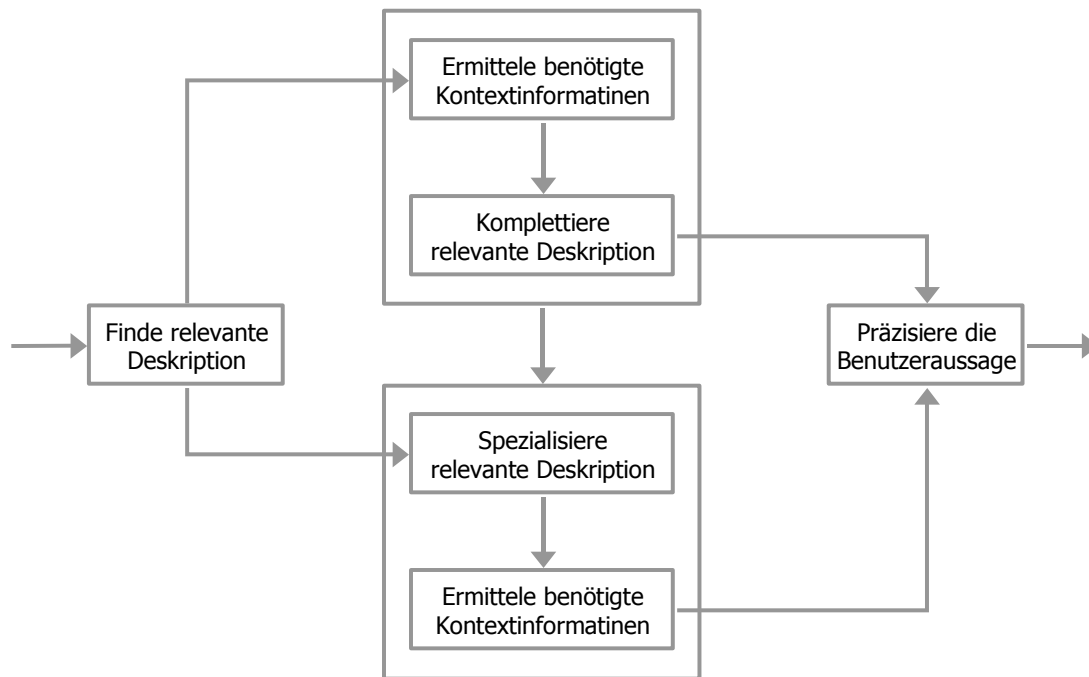 Ermittele benötigte
Kontextinformatinen
Komplettiere
relevante Deskription
Finde relevante
Deskription
Präzisiere die
Benutzeraussage
Spezialisiere
relevante Deskription
Ermittele benötigte
Kontextinformatinen